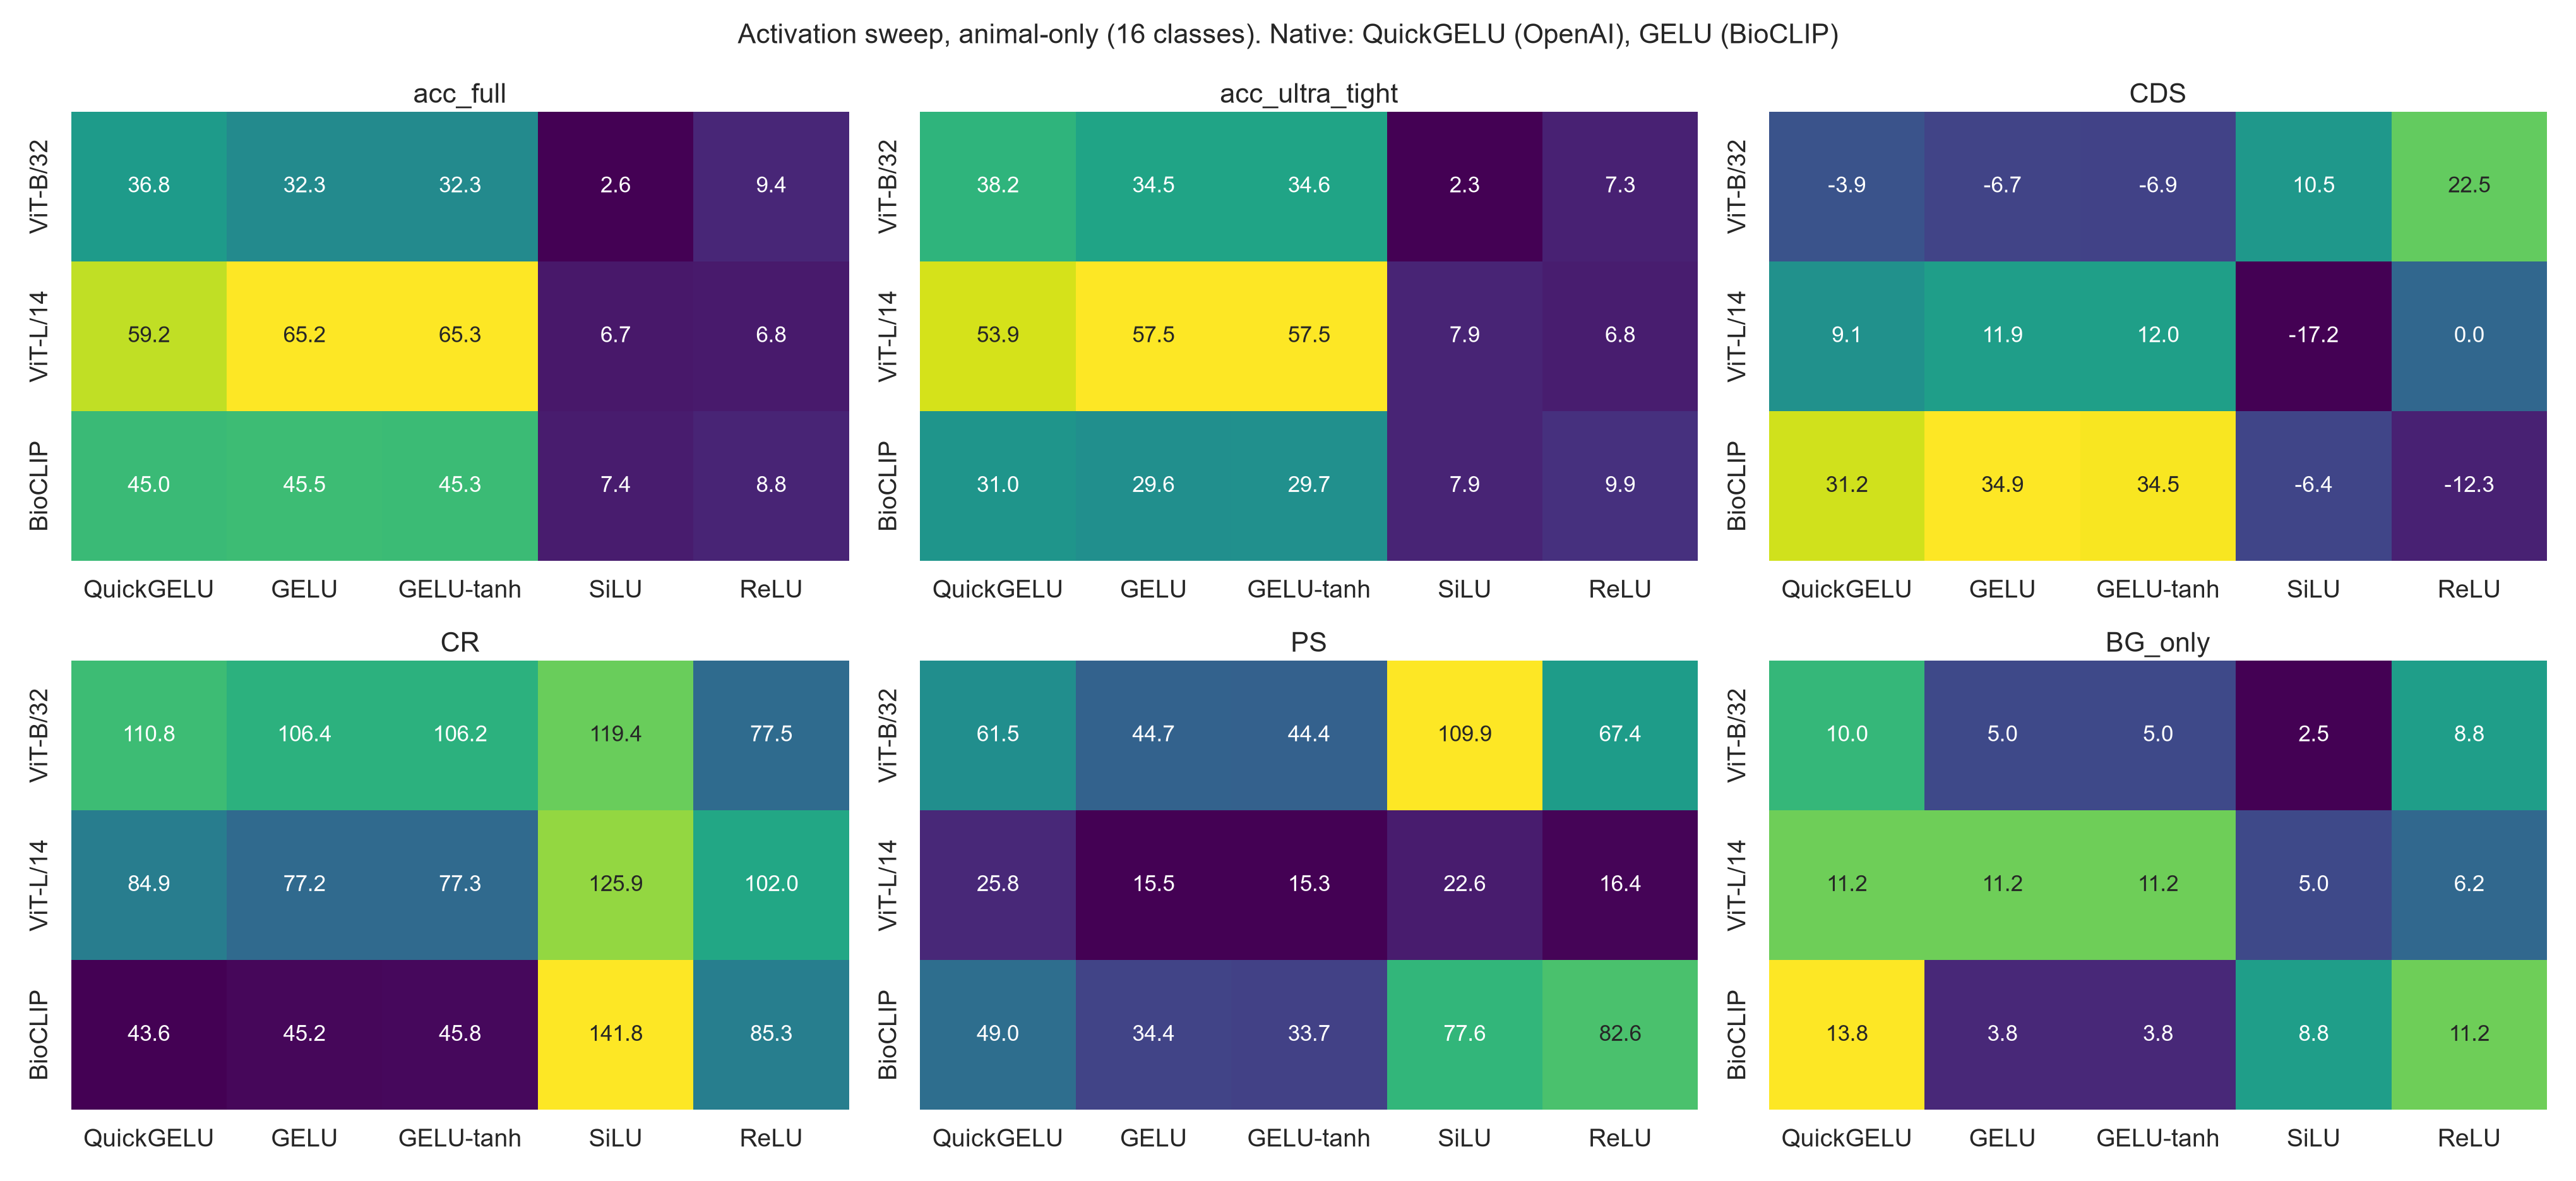 Activation sweep, animal-only (16 classes). Native: QuickGELU (OpenAI), GELU (BioCLIP)
acc_full
ViT-B/32 36.8 32.3 32.3 2.6 9.4
ViT-L/14 59.2 65.2 65.3 6.7 6.8
BioCLIP 45.0 45.5 45.3 7.4 8.8
QuickGELU GELU GELU-tanh SiLU ReLU
acc_ultra_tight
ViT-B/32 38.2 34.5 34.6 2.3 7.3
ViT-L/14 53.9 57.5 57.5 7.9 6.8
BioCLIP 31.0 29.6 29.7 7.9 9.9
QuickGELU GELU GELU-tanh SiLU ReLU
CDS
ViT-B/32 -3.9 -6.7 -6.9 10.5 22.5
ViT-L/14 9.1 11.9 12.0 -17.2 0.0
BioCLIP 31.2 34.9 34.5 -6.4 -12.3
QuickGELU GELU GELU-tanh SiLU ReLU
CR
ViT-B/32 110.8 106.4 106.2 119.4 77.5
ViT-L/14 84.9 77.2 77.3 125.9 102.0
BioCLIP 43.6 45.2 45.8 141.8 85.3
QuickGELU GELU GELU-tanh SiLU ReLU
PS
ViT-B/32 61.5 44.7 44.4 109.9 67.4
ViT-L/14 25.8 15.5 15.3 22.6 16.4
BioCLIP 49.0 34.4 33.7 77.6 82.6
QuickGELU GELU GELU-tanh SiLU ReLU
BG_only
ViT-B/32 10.0 5.0 5.0 2.5 8.8
ViT-L/14 11.2 11.2 11.2 5.0 6.2
BioCLIP 13.8 3.8 3.8 8.8 11.2
QuickGELU GELU GELU-tanh SiLU ReLU